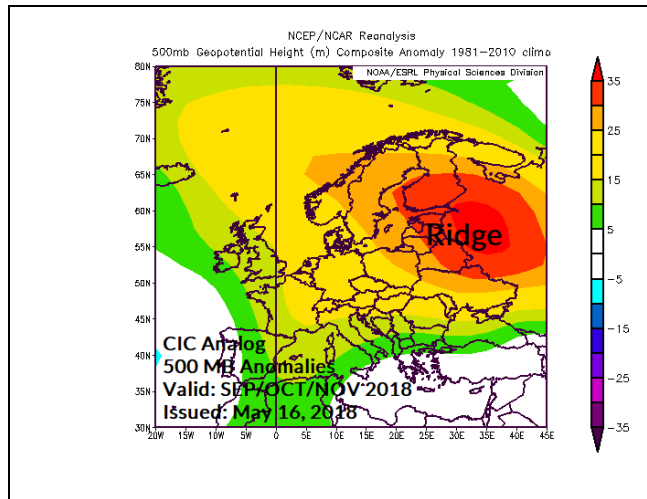 NCEP/NCAR Reanalysis
500mb Geopotential Height (m) Composite Anomaly 1981-2010 climo
NOAA/ESRL Physical Sciences Division
80N
75N
70N
65N
60N
55N
50N
45N
40N
35N
30N
20W 15W 10W 5W 0 5E 10E 15E 20E 25E 30E 35E 40E 45E
Ridge
CIC Analog
500 MB Anomalies
Valid: SEP/OCT/NOV 2018
Issued: May 16, 2018
35
25
15
5
-5
-15
-25
-35